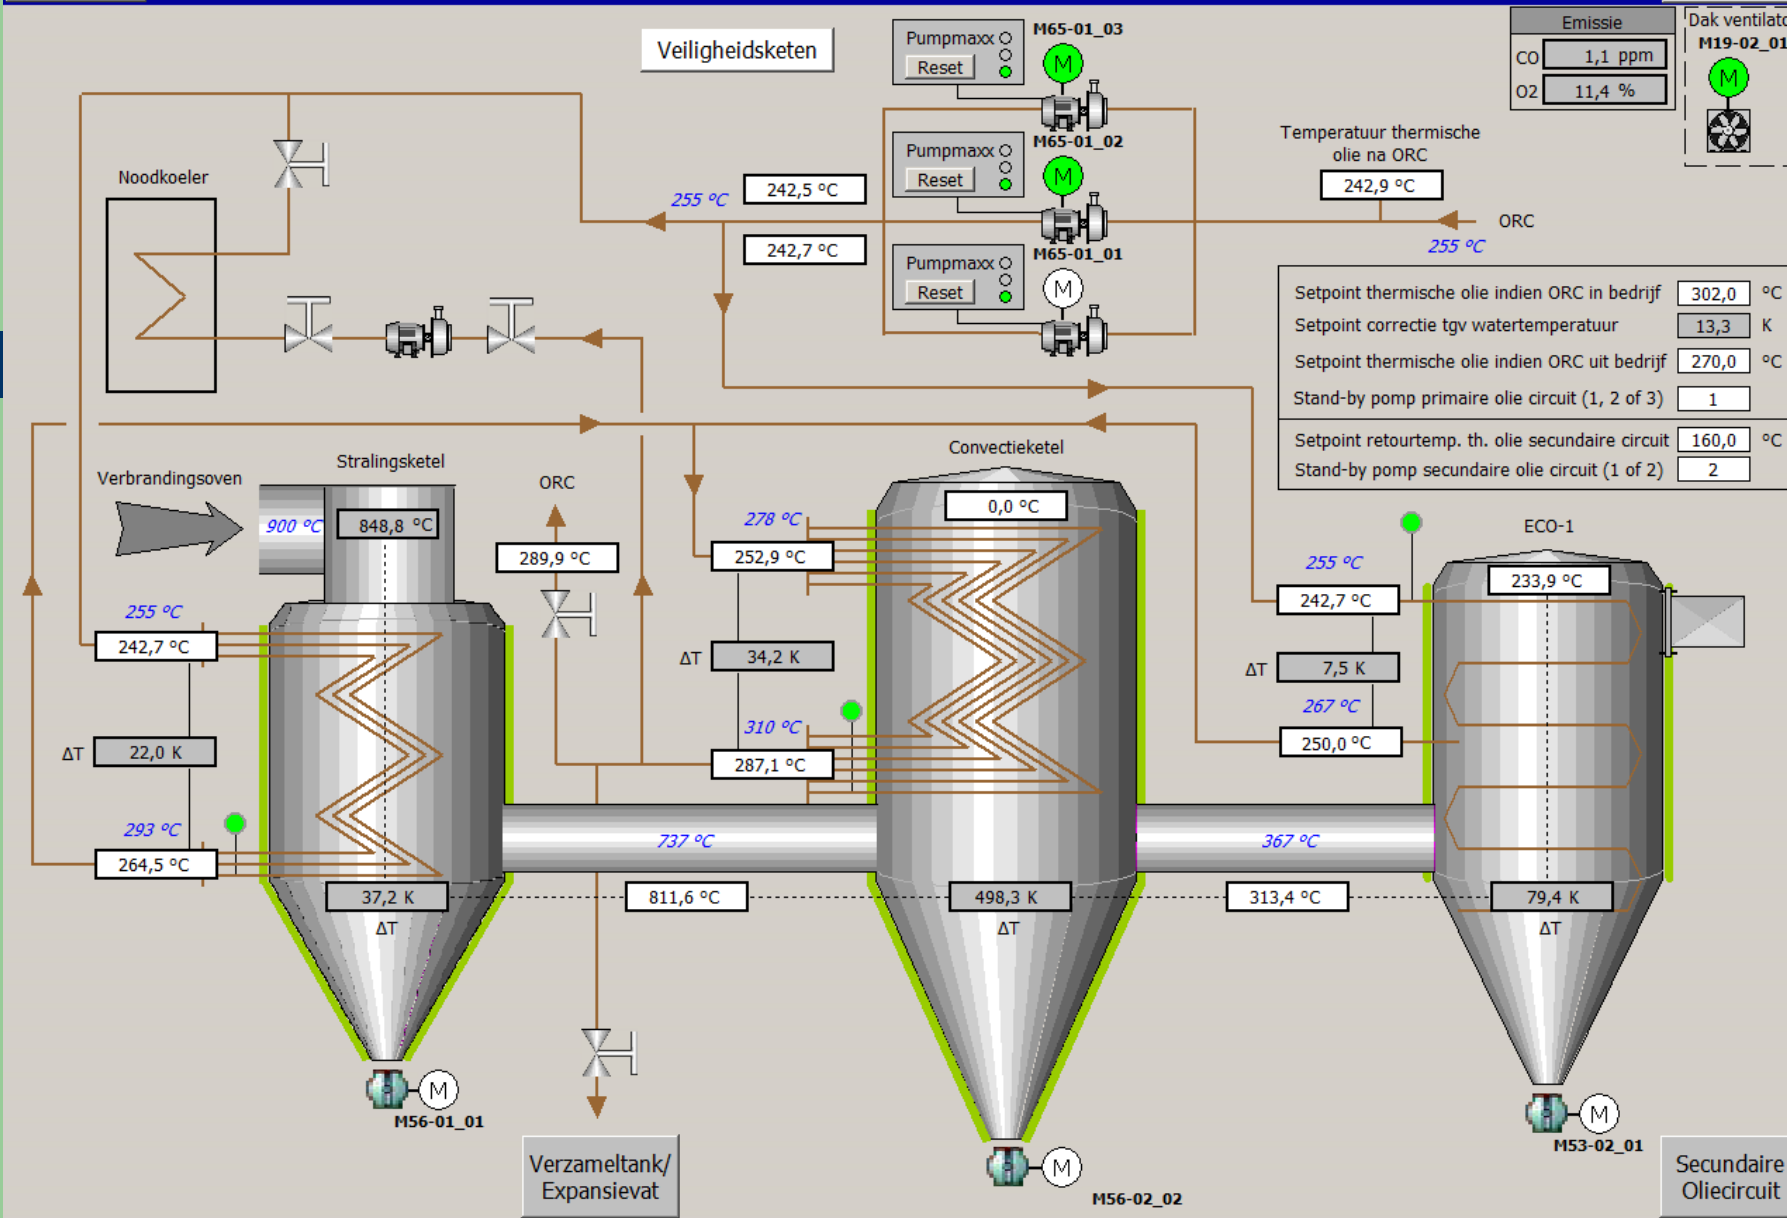 Veiligheidsketen
Pumpmaxx
Reset
M65-01_03
M
Emissie
CO 1,1 ppm
O2 11,4 %
M19-02_01
M
Pumpmaxx
Reset
M65-01_02
M
Temperatuur thermische
olie na ORC
242,9 °C
ORC
255 °C
Noodkoeler
255 °C
242,5 °C
242,7 °C
Pumpmaxx
Reset
M65-01_01
M
Setpoint thermische olie indien ORC in bedrijf 302,0 °C
Setpoint correctie tgv watertemperatuur 13,3 K
Setpoint thermische olie indien ORC uit bedrijf 270,0 °C
Stand-by pomp primaire olie circuit (1, 2 of 3) 1
Setpoint retourtemp. th. olie secundaire circuit 160,0 °C
Stand-by pomp secundaire olie circuit (1 of 2) 2
Verbrandingsoven
Stralingsketel
900 °C
848,8 °C
ORC
289,9 °C
Convectieketel
0,0 °C
278 °C
252,9 °C
ΔT 34,2 K
310 °C
287,1 °C
ECO-1
233,9 °C
255 °C
242,7 °C
ΔT 7,5 K
267 °C
250,0 °C
255 °C
242,7 °C
ΔT 22,0 K
293 °C
264,5 °C
737 °C
367 °C
37,2 K
ΔT
811,6 °C
498,3 K
ΔT
313,4 °C
79,4 K
ΔT
M
M56-01_01
M
M56-02_02
M
M53-02_01
Verzameltank/
Expansievat
Secundaire
Oliecircuit